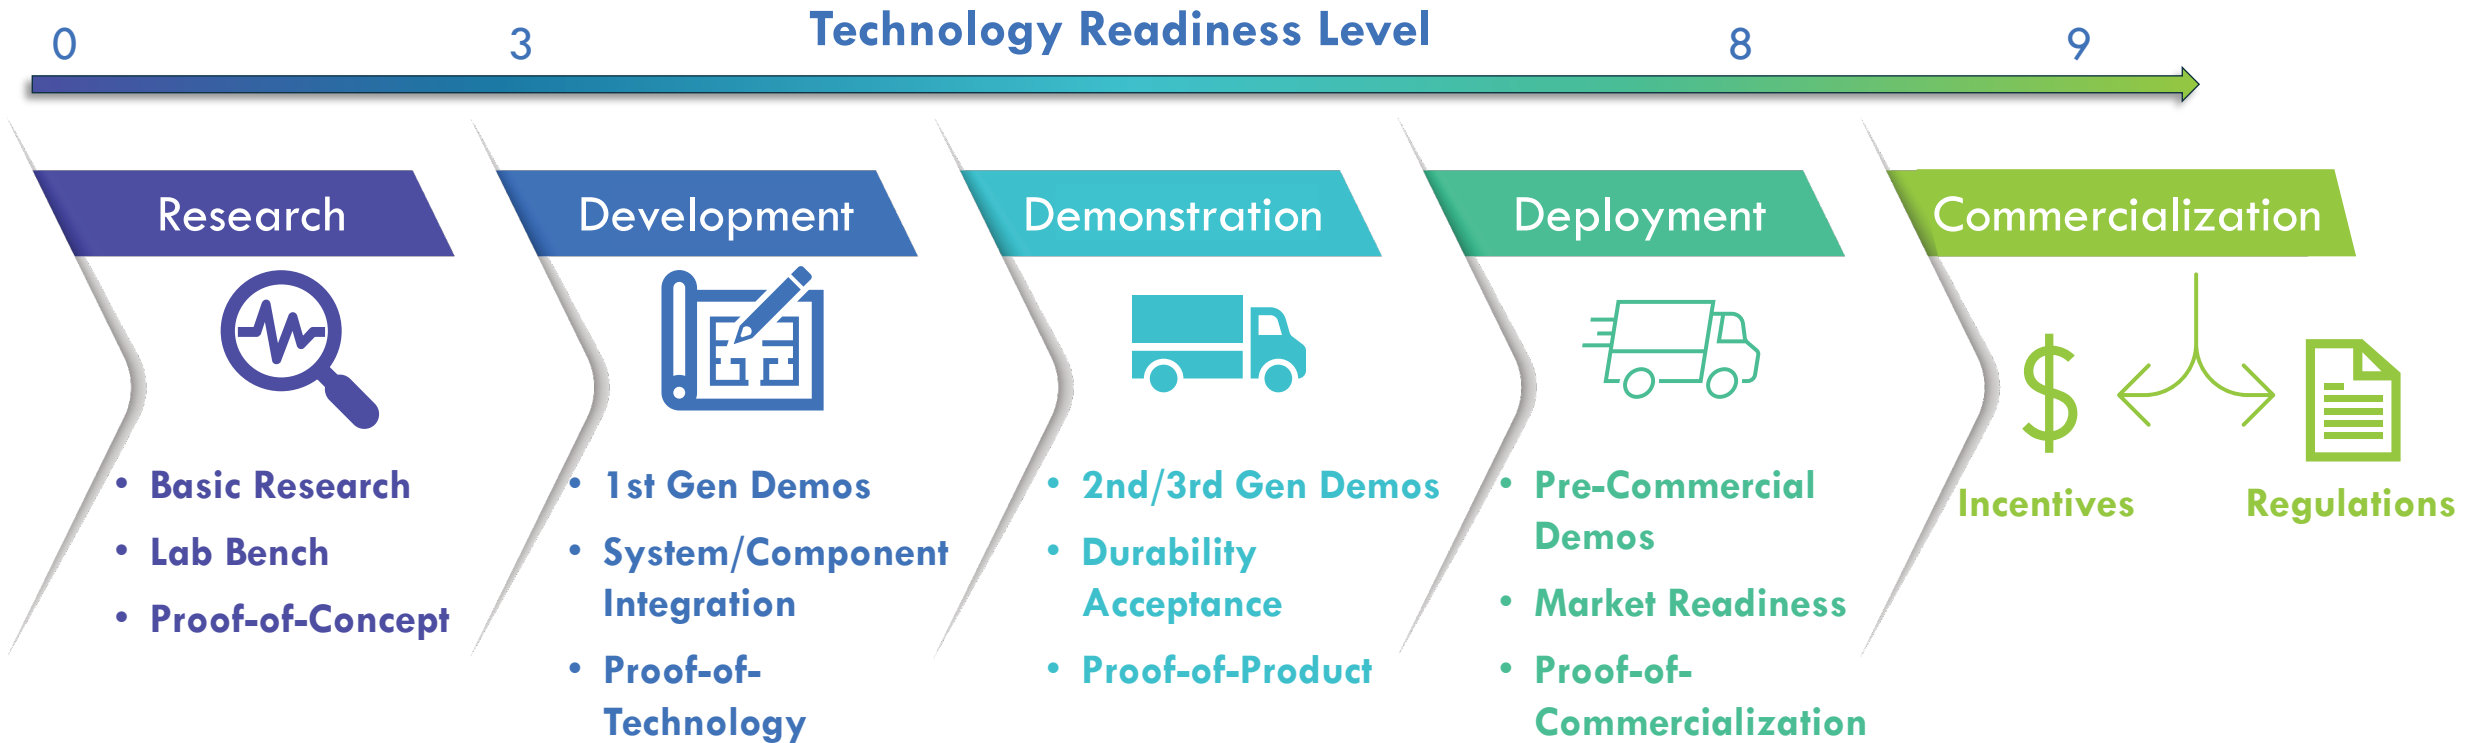 Technology Readiness Level
0
3
8
9
Research
• Basic Research
• Lab Bench
• Proof-of-Concept
Development
• 1st Gen Demos
• System/Component
Integration
• Proof-of-
Technology
Demonstration
• 2nd/3rd Gen Demos
• Durability
Acceptance
• Proof-of-Product
Deployment
• Pre-Commercial
Demos
• Market Readiness
• Proof-of-
Commercialization
Commercialization
$
Incentives
Regulations